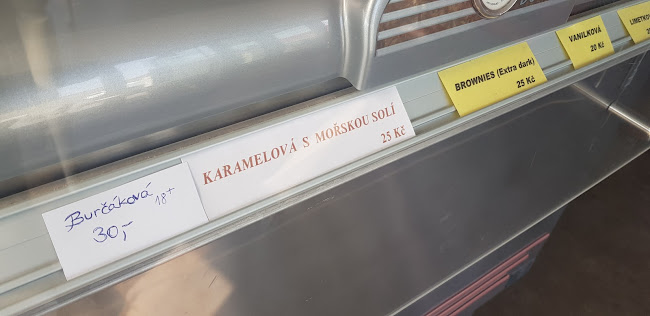 Burčáková
18+
30,-
KARAMELOVÁ S MOŘSKOU SOLÍ
25 Kč
BROWNIES (Extra dark)
25 Kč
VANILKOVÁ
20 Kč